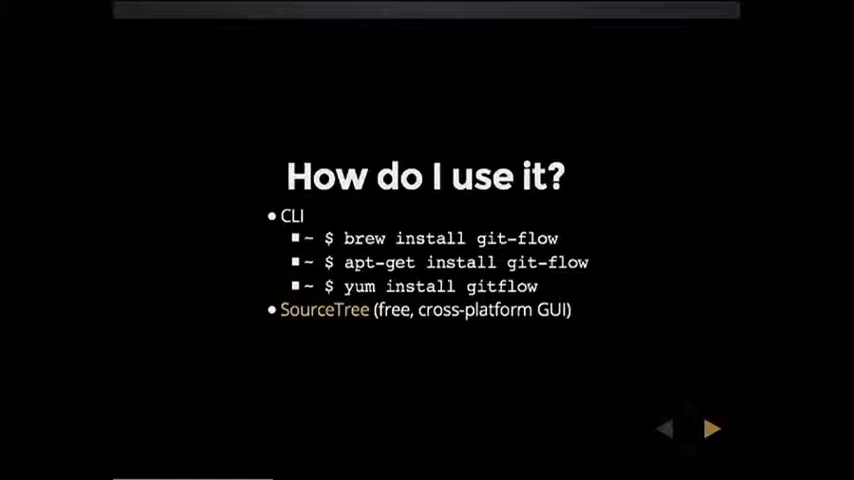 How do I use it?
● CLI
■ ~ $ brew install git-flow
■ ~ $ apt-get install git-flow
■ ~ $ yum install gitflow
● SourceTree (free, cross-platform GUI)